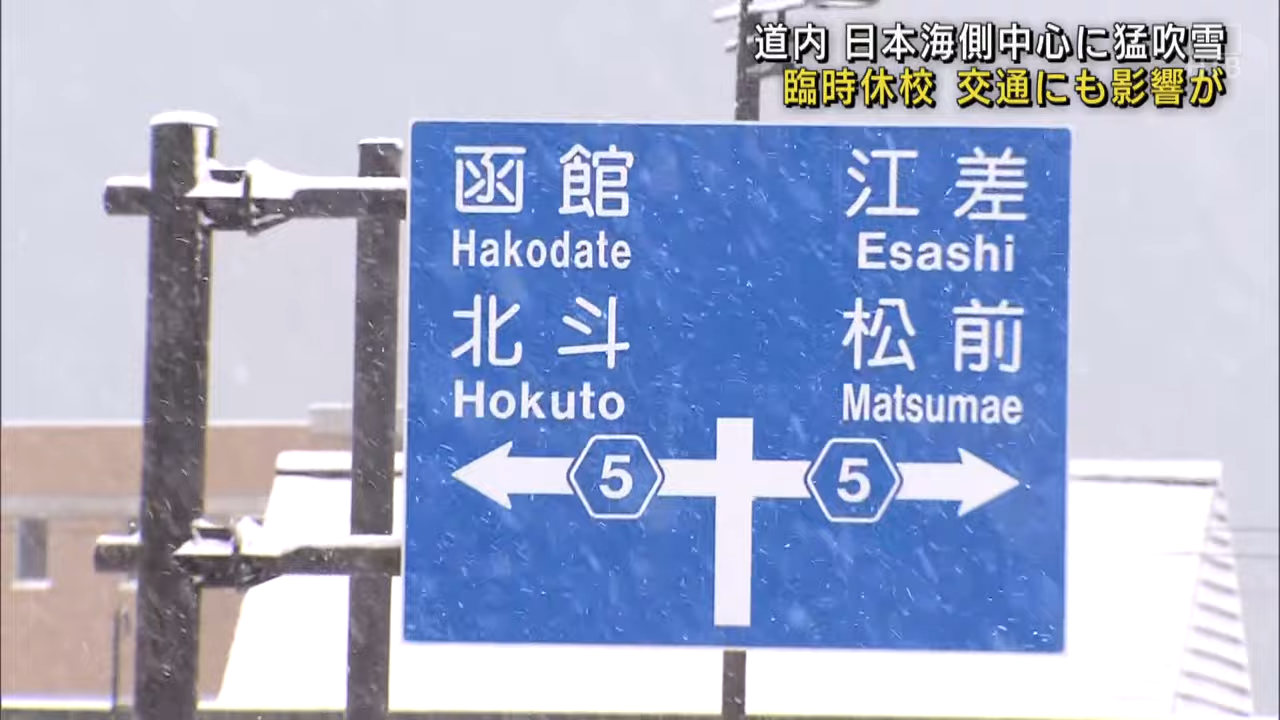 道内 日本海側中心に猛吹雪
臨時休校 交通にも影響が
函館 江差
Hakodate Esashi
北斗 松前
Hokuto Matsumae
5 5